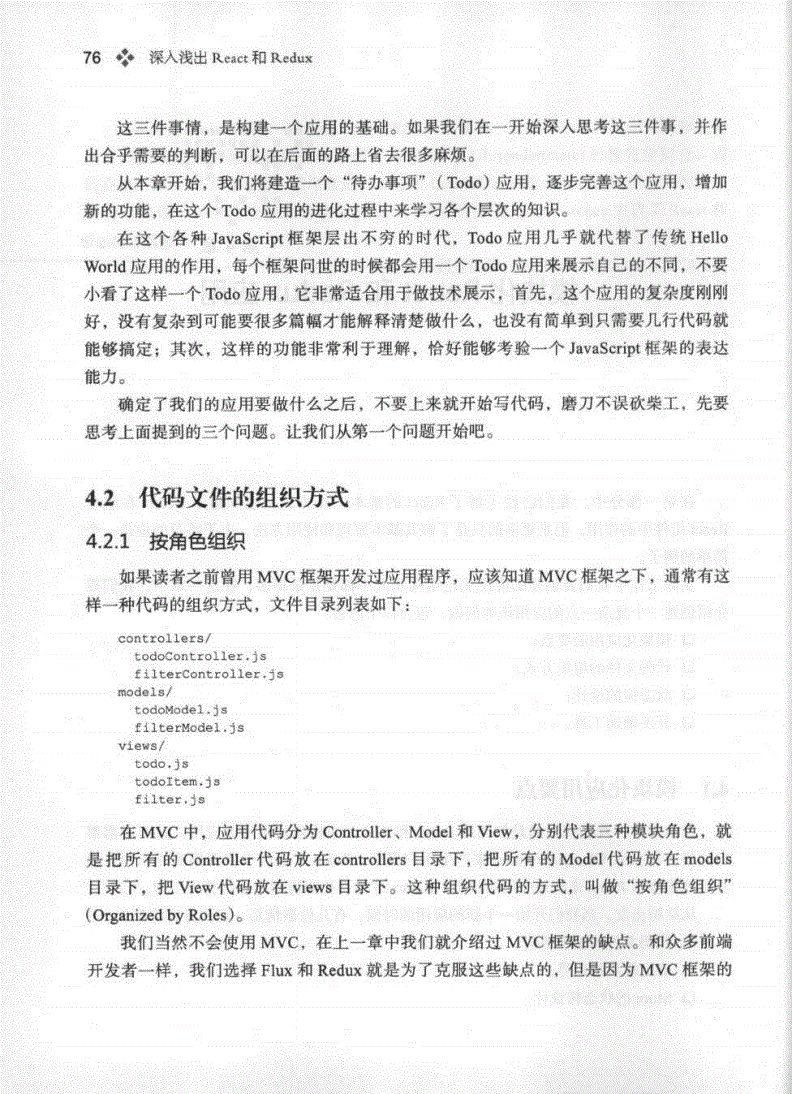 76 深入浅出 React 和 Redux
这三件事情，是构建一个应用的基础。如果我们在一开始深入思考这三件事，并作
出合乎需要的判断，可以在后面的路上省去很多麻烦。
从本章开始，我们将建造一个“待办事项”（Todo）应用，逐步完善这个应用，增加
新的功能，在这个 Todo 应用的进化过程中来学习各个层次的知识。
在这个各种 JavaScript 框架层出不穷的时代，Todo 应用几乎就代替了传统 Hello
World 应用的作用，每个框架问世的时候都会用一个 Todo 应用来展示自己的不同，不要
小看了这样一个 Todo 应用，它非常适合用于做技术展示，首先，这个应用的复杂度刚刚
好，没有复杂到可能要很多篇幅才能解释清楚做什么，也没有简单到只需要几行代码就
能够搞定；其次，这样的功能非常利于理解，恰好能够考验一个 JavaScript 框架的表达
能力。
确定了我们的应用要做什么之后，不要上来就开始写代码，磨刀不误砍柴工，先要
思考上面提到的三个问题。让我们从第一个问题开始吧。
4.2 代码文件的组织方式
4.2.1 按角色组织
如果读者之前曾用 MVC 框架开发过应用程序，应该知道 MVC 框架之下，通常有这
样一种代码的组织方式，文件目录列表如下：
controllers/
todoController.js
filterController.js
models/
todoModel.js
filterModel.js
views/
todo.js
todoItem.js
filter.js
在 MVC 中，应用代码分为 Controller、Model 和 View，分别代表三种模块角色，就
是把所有的 Controller 代码放在 controllers 目录下，把所有的 Model 代码放在 models
目录下，把 View 代码放在 views 目录下。这种组织代码的方式，叫做“按角色组织”
(Organized by Roles)。
我们当然不会使用 MVC，在上一章中我们就介绍过 MVC 框架的缺点。和众多前端
开发者一样，我们选择 Flux 和 Redux 就是为了克服这些缺点的，但是因为 MVC 框架的